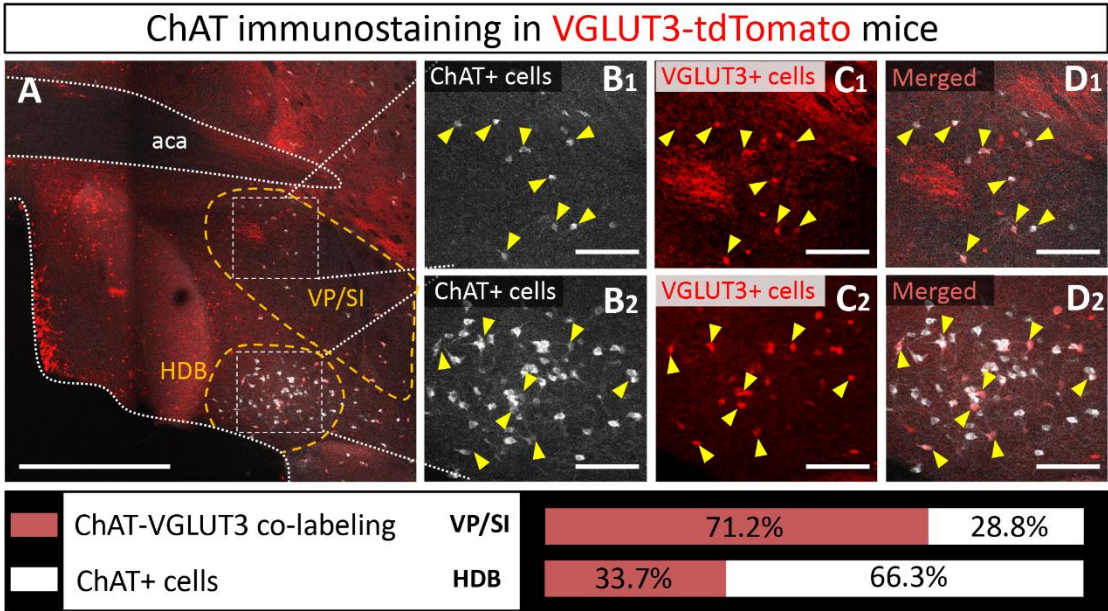 ChAT immunostaining in VGLUT3-tdTomato mice
A
aca
VP/SI
HDB
ChAT+ cells
B1
VGLUT3+ cells
C1
Merged
D1
ChAT+ cells
B2
VGLUT3+ cells
C2
Merged
D2
ChAT-VGLUT3 co-labeling
VP/SI
71.2%
28.8%
ChAT+ cells
HDB
33.7%
66.3%